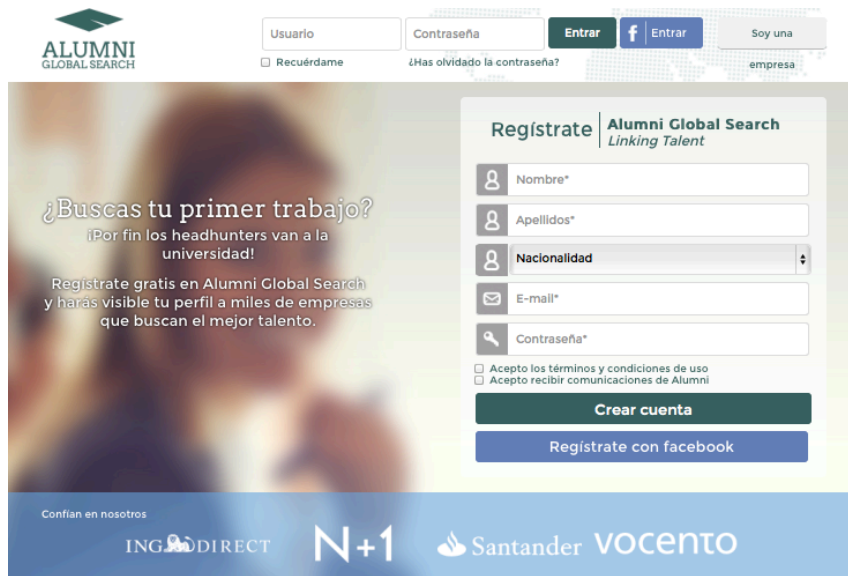 ALUMNI
GLOBAL SEARCH
Usuario
Contraseña
Entrar
f Entrar
Soy una
empresa
Recuérdame
¿Has olvidado la contraseña?
¿Buscas tu primer trabajo?
¡Por fin los headhunters van a la
universidad!
Regístrate gratis en Alumni Global Search
y harás visible tu perfil a miles de empresas
que buscan el mejor talento.
Regístrate
Alumni Global Search
Linking Talent
Nombre*
Apellidos*
Nacionalidad
E-mail*
Contraseña*
Acepto los términos y condiciones de uso
Acepto recibir comunicaciones de Alumni
Crear cuenta
Regístrate con facebook
Confían en nosotros
ING DIRECT
N+1
Santander
vocento